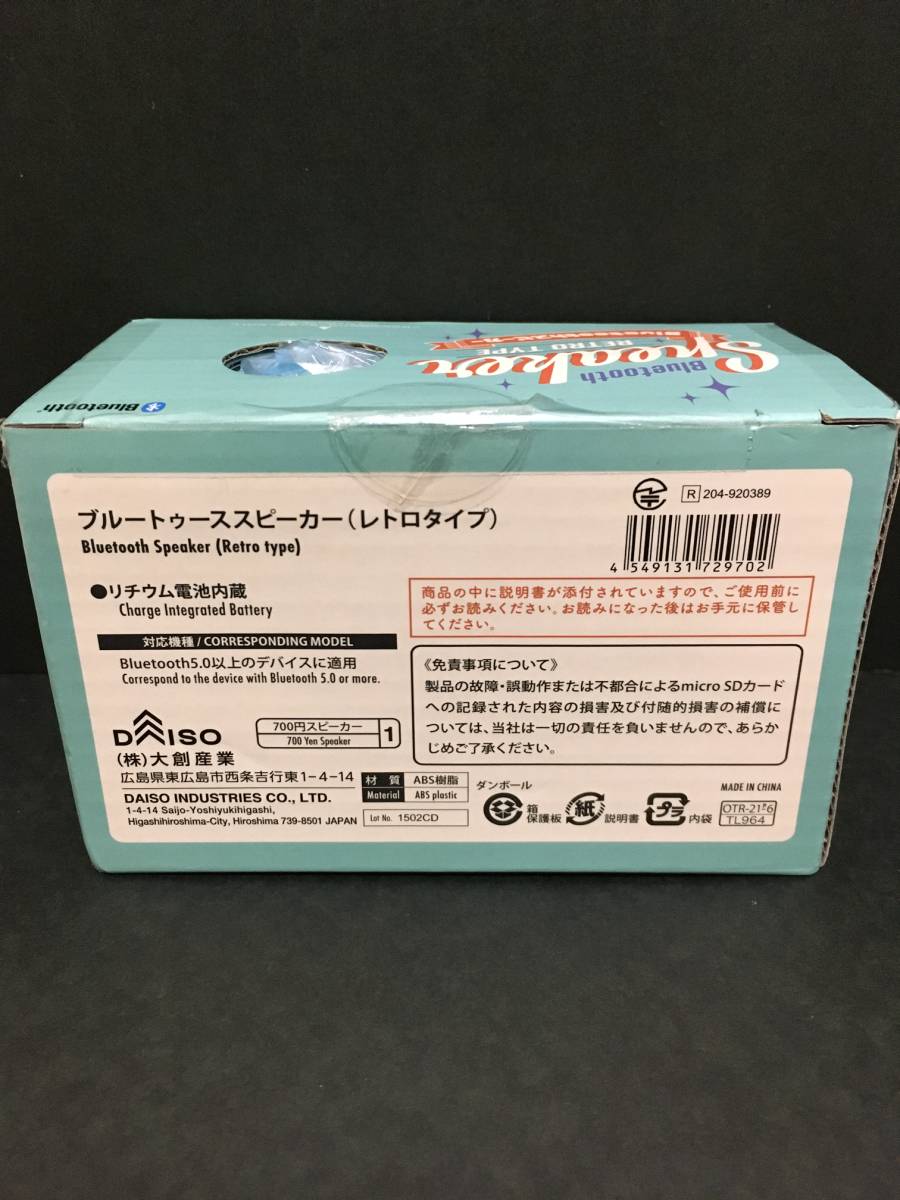 Bluetoothスピーカー
RETRO TYPE
Speaker
Bluetooth
Bluetooth
R 204-920389
ブルートゥーススピーカー(レトロタイプ)
Bluetooth Speaker (Retro type)
4 549131 729702
●リチウム電池内蔵
Charge Integrated Battery
商品の中に説明書が添付されていますので、ご使用前に
必ずお読みください。お読みになった後はお手元に保管し
てください。
対応機種 / CORRESPONDING MODEL
Bluetooth5.0以上のデバイスに適用
Correspond to the device with Bluetooth 5.0 or more.
《免責事項について》
製品の故障・誤動作または不都合によるmicro SDカード
への記録された内容の損害及び付随的損害の補償に
ついては、当社は一切の責任を負いませんので、あらか
じめご了承ください。
DAISO
700円スピーカー
700 Yen Speaker
1
(株)大創産業
広島県東広島市西条吉行東1-4-14
DAISO INDUSTRIES CO., LTD.
1-4-14 Saijo-Yoshiyukihigashi,
Higashihiroshima-City, Hiroshima 739-8501 JAPAN
材 質 ABS樹脂
Material ABS plastic
Lot No. 1502CD
ダンボール
箱
保護板
紙 説明書
プラ 内袋
MADE IN CHINA
TL964